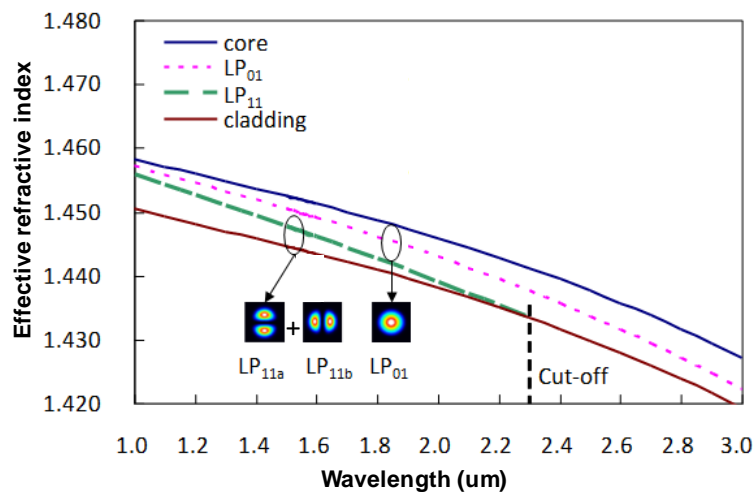 1.480
1.470
1.460
1.450
1.440
1.430
1.420
Effective refractive index
core
LP01
LP11
cladding
+
LP11a LP11b LP01
Cut-off
1.0 1.2 1.4 1.6 1.8 2.0 2.2 2.4 2.6 2.8 3.0
Wavelength (um)